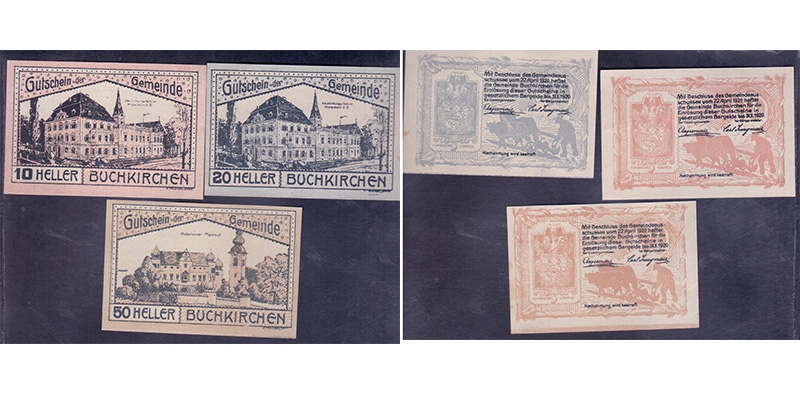 Gutschein der
Gemeinde
10 HELLER BUCHKIRCHEN
Gutschein der
Gemeinde
20 HELLER BUCHKIRCHEN
Gutschein der
Gemeinde
50 HELLER BUCHKIRCHEN
Mit Beschluss des Gemeindeaus
schusses vom 22 April 1920 haftet
die Gemeinde Buchkirchen für die
Einlösung dieser Gutscheine in
gesetzlichem Bargelde bis 31.X.1920.
Nachahmung wird bestraft.
Mit Beschluss des Gemeindeaus
schusses vom 22 April 1920 haftet
die Gemeinde Buchkirchen für die
Einlösung dieser Gutscheine in
gesetzlichem Bargelde bis 31.X.1920.
Nachahmung wird bestraft.
Mit Beschluss des Gemeindeaus
schusses vom 22 April 1920 haftet
die Gemeinde Buchkirchen für die
Einlösung dieser Gutscheine in
gesetzlichem Bargelde bis 31.X.1920.
Nachahmung wird bestraft.